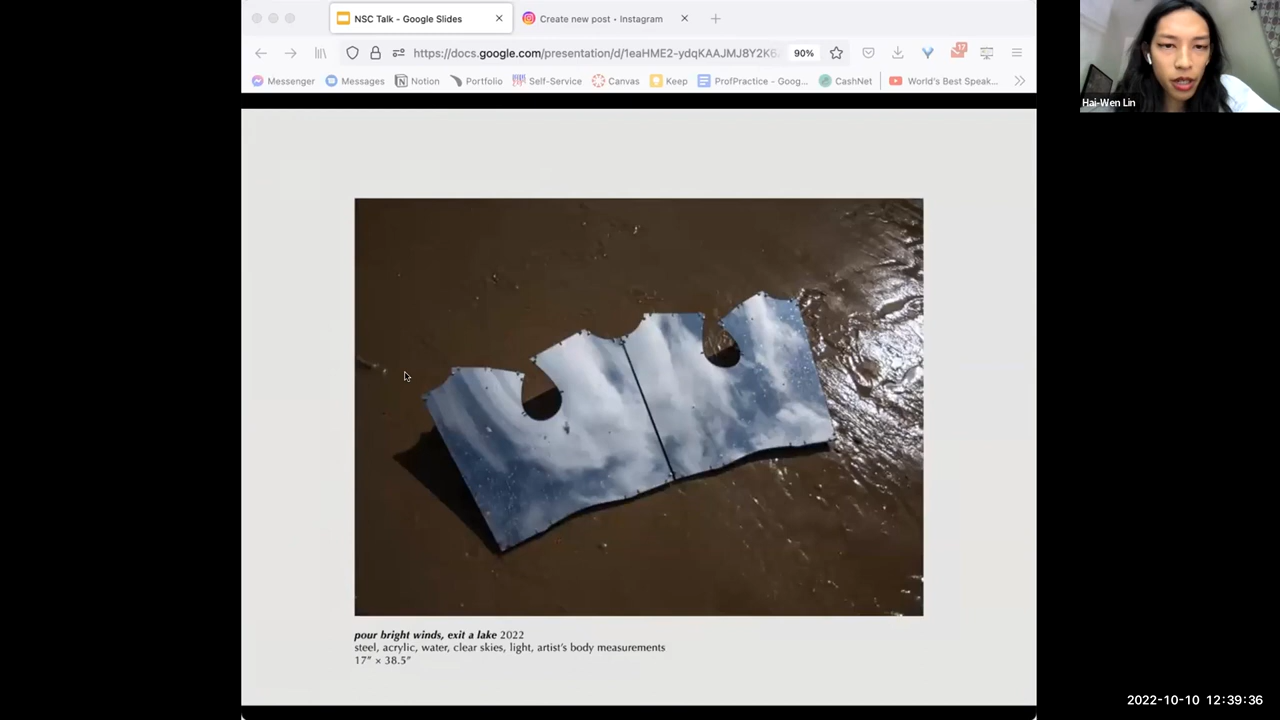 NSC Talk - Google Slides
Create new post • Instagram
https://docs.google.com/presentation/d/1eaHME2-ydqKAAJMJ8Y2K6
90%
17
Messenger
Messages
Notion
Portfolio
Self-Service
Canvas
Keep
ProfPractice - Goog...
CashNet
World's Best Speak...
Hai-Wen Lin
pour bright winds, exit a lake 2022
steel, acrylic, water, clear skies, light, artist's body measurements
17" × 38.5"
2022-10-10 12:39:36